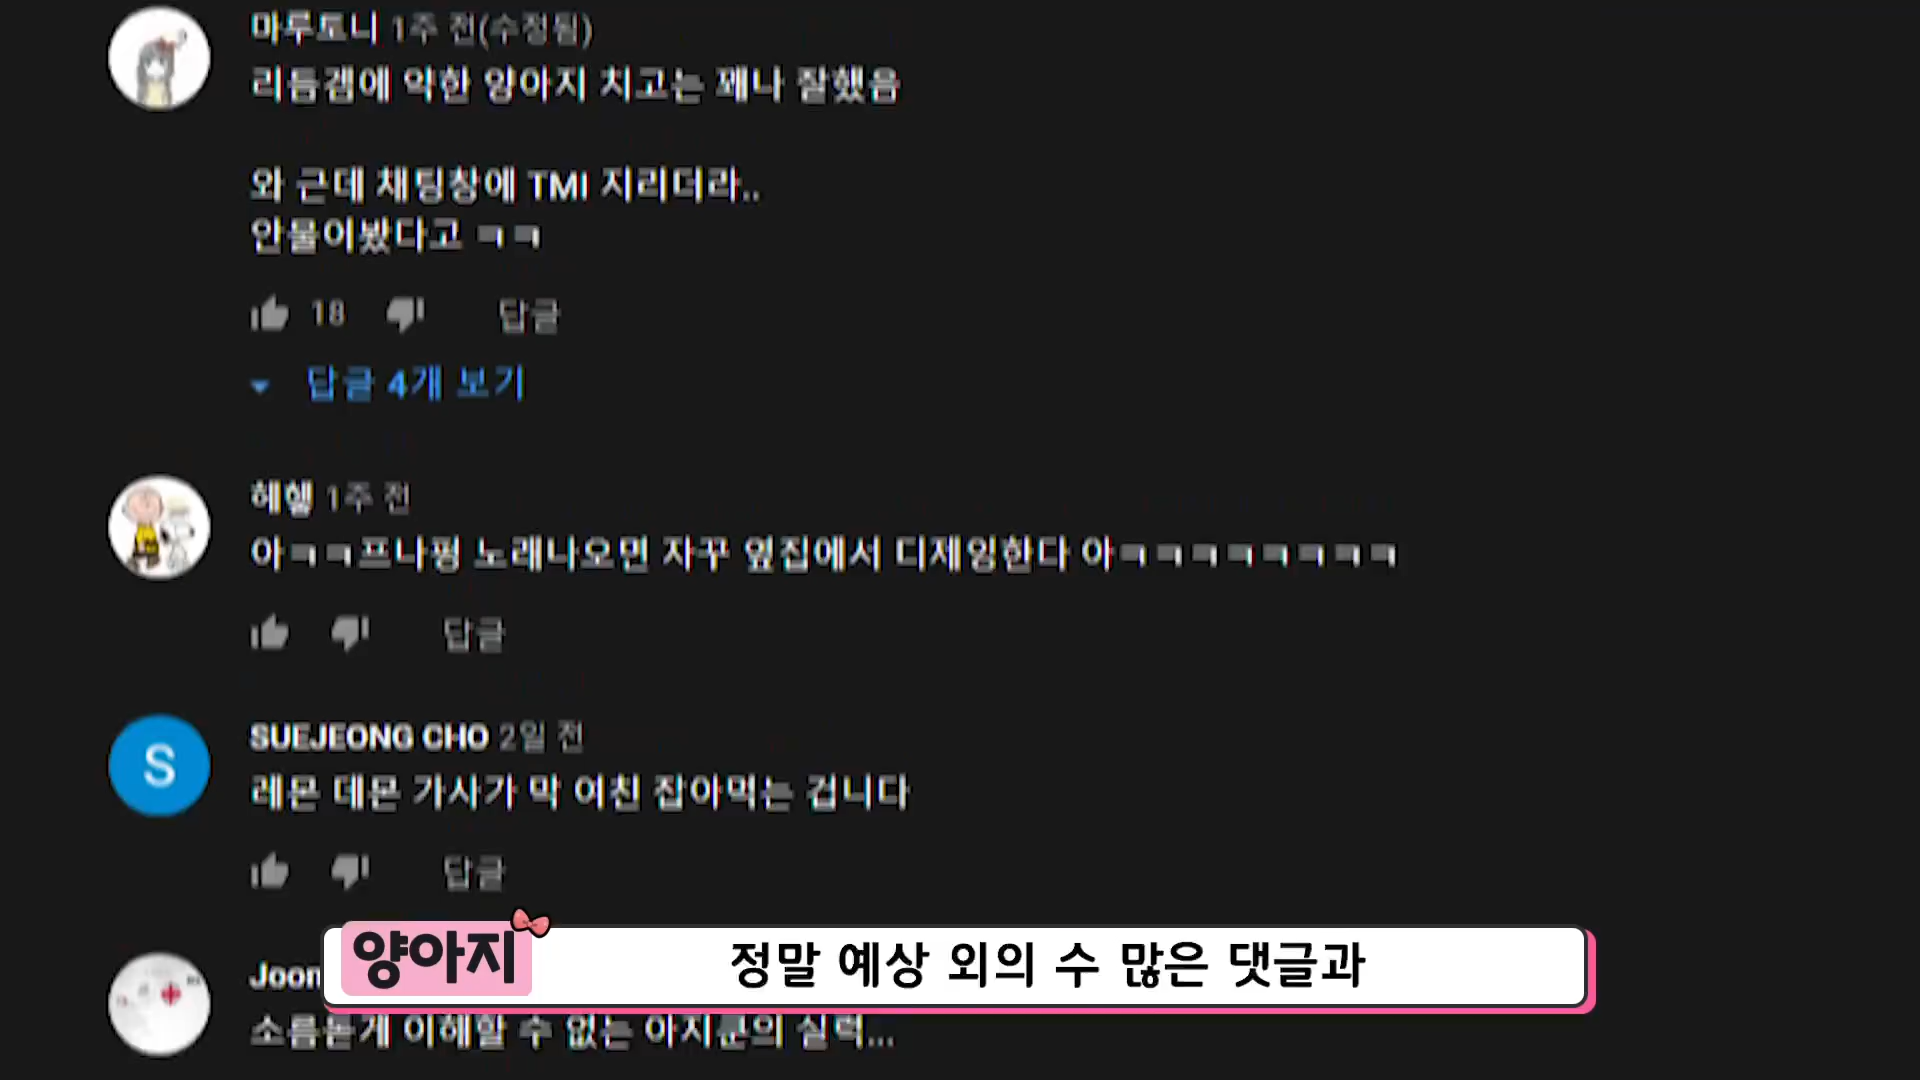 마루토니 1주 전(수정됨)
리듬겜에 약한 양아지 치고는 꽤나 잘했음
와 근데 채팅창에 TMI 지리더라..
안물이봤다고 ㅋㅋ
18 답글
답글 4개 보기
헤헿 1주 전
아ㅋㅋ프나펑 노래나오면 자꾸 옆집에서 디제잉한다 아ㅋㅋㅋㅋㅋㅋㅋㅋ
답글
S
SUEJEONG CHO 2일 전
레몬 데몬 가사가 막 여친 잡아먹는 겁니다
답글
Joon
양아지
정말 예상 외의 수 많은 댓글과
소름돋게 이해할 수 없는 아지쿤의 실력...